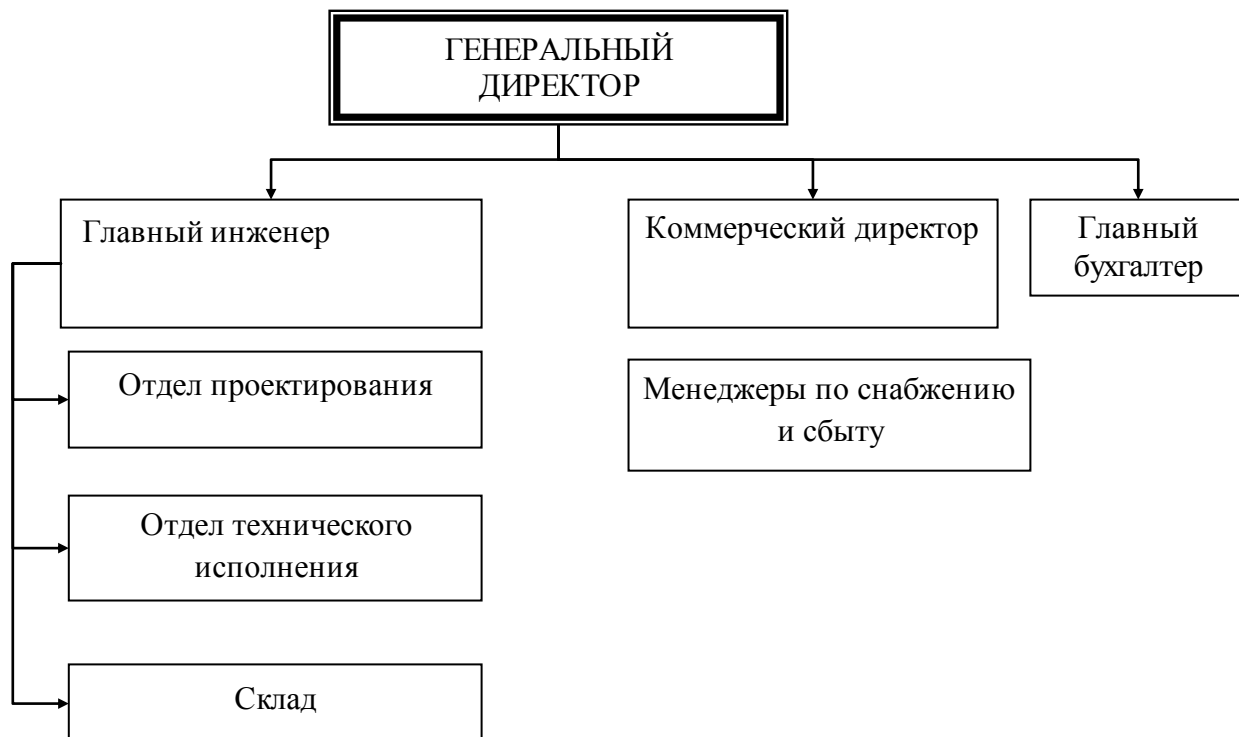 ГЕНЕРАЛЬНЫЙ
ДИРЕКТОР
Главный инженер
Коммерческий директор
Главный
бухгалтер
Отдел проектирования
Менеджеры по снабжению
и сбыту
Отдел технического
исполнения
Склад